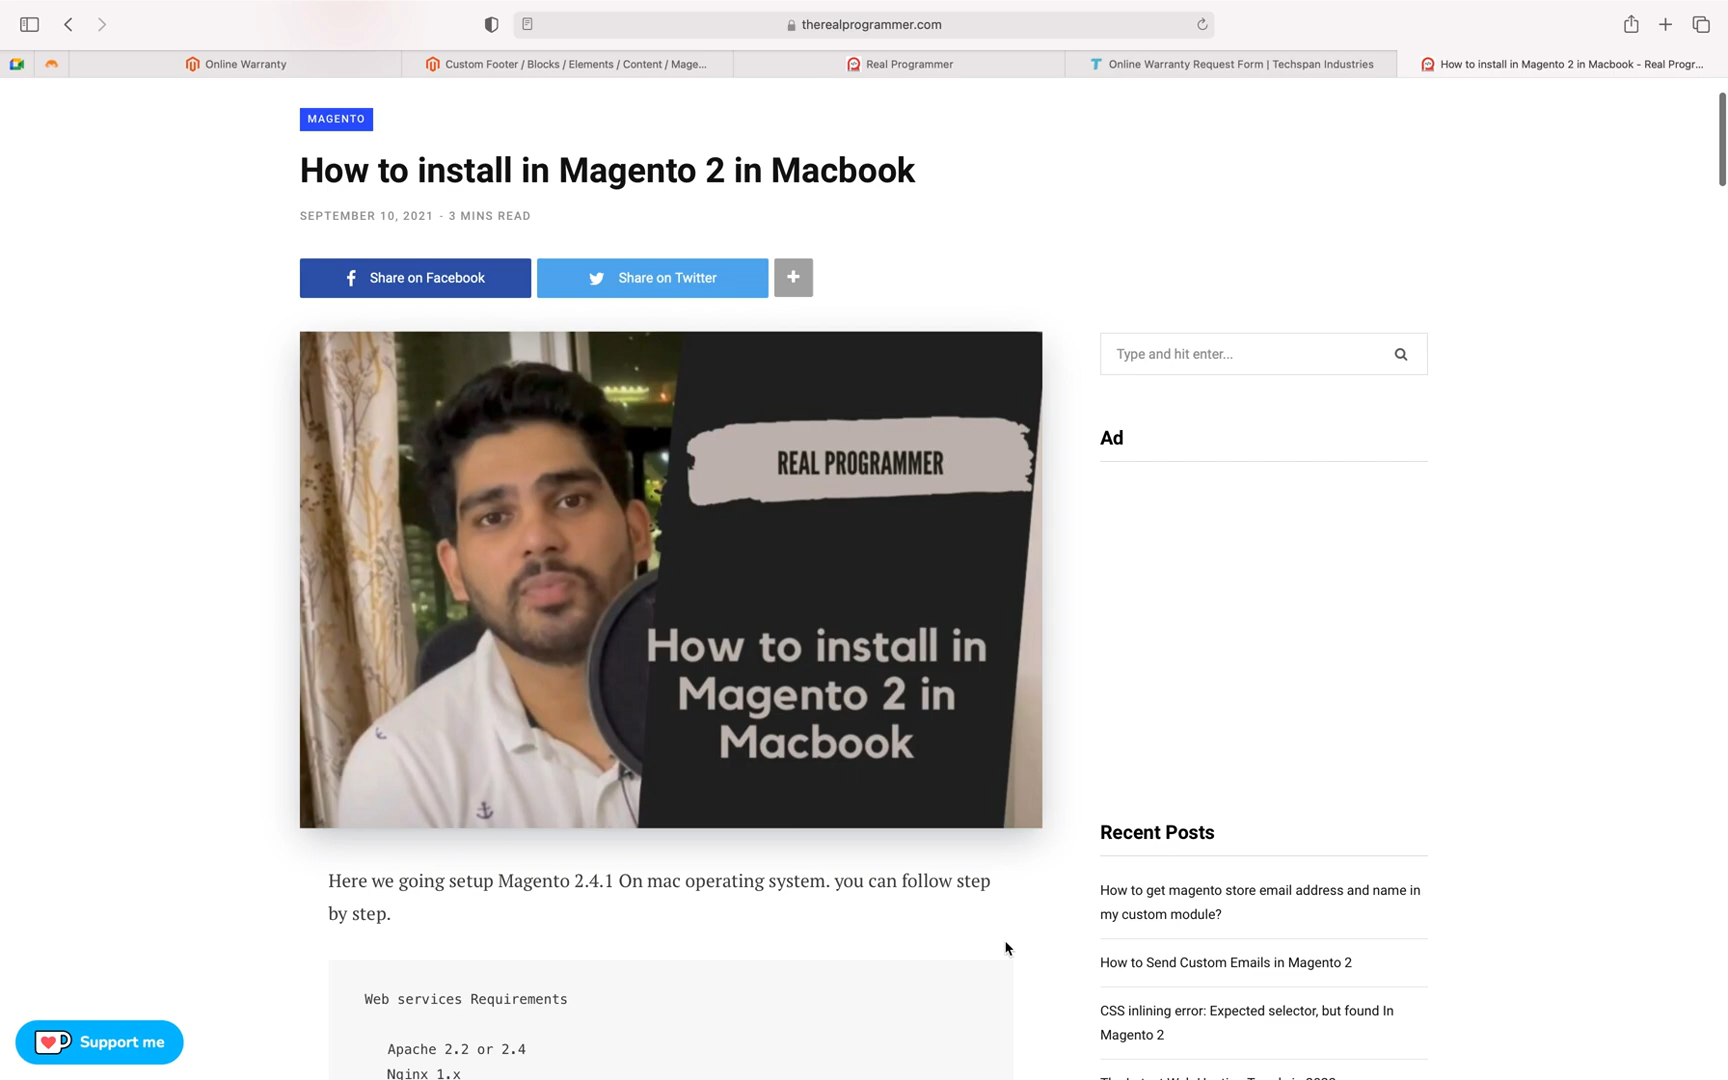 therealprogrammer.com
Online Warranty
Custom Footer / Blocks / Elements / Content / Mage...
Real Programmer
Online Warranty Request Form | Techspan Industries
How to install in Magento 2 in Macbook - Real Progr...
MAGENTO
How to install in Magento 2 in Macbook
SEPTEMBER 10, 2021 - 3 MINS READ
Share on Facebook
Share on Twitter
Type and hit enter...
Ad
REAL PROGRAMMER
How to install in
Magento 2 in
Macbook
Recent Posts
Here we going setup Magento 2.4.1 On mac operating system. you can follow step
by step.
How to get magento store email address and name in
my custom module?
How to Send Custom Emails in Magento 2
Web services Requirements
CSS inlining error: Expected selector, but found In
Magento 2
Apache 2.2 or 2.4
Nginx 1.x
Support me